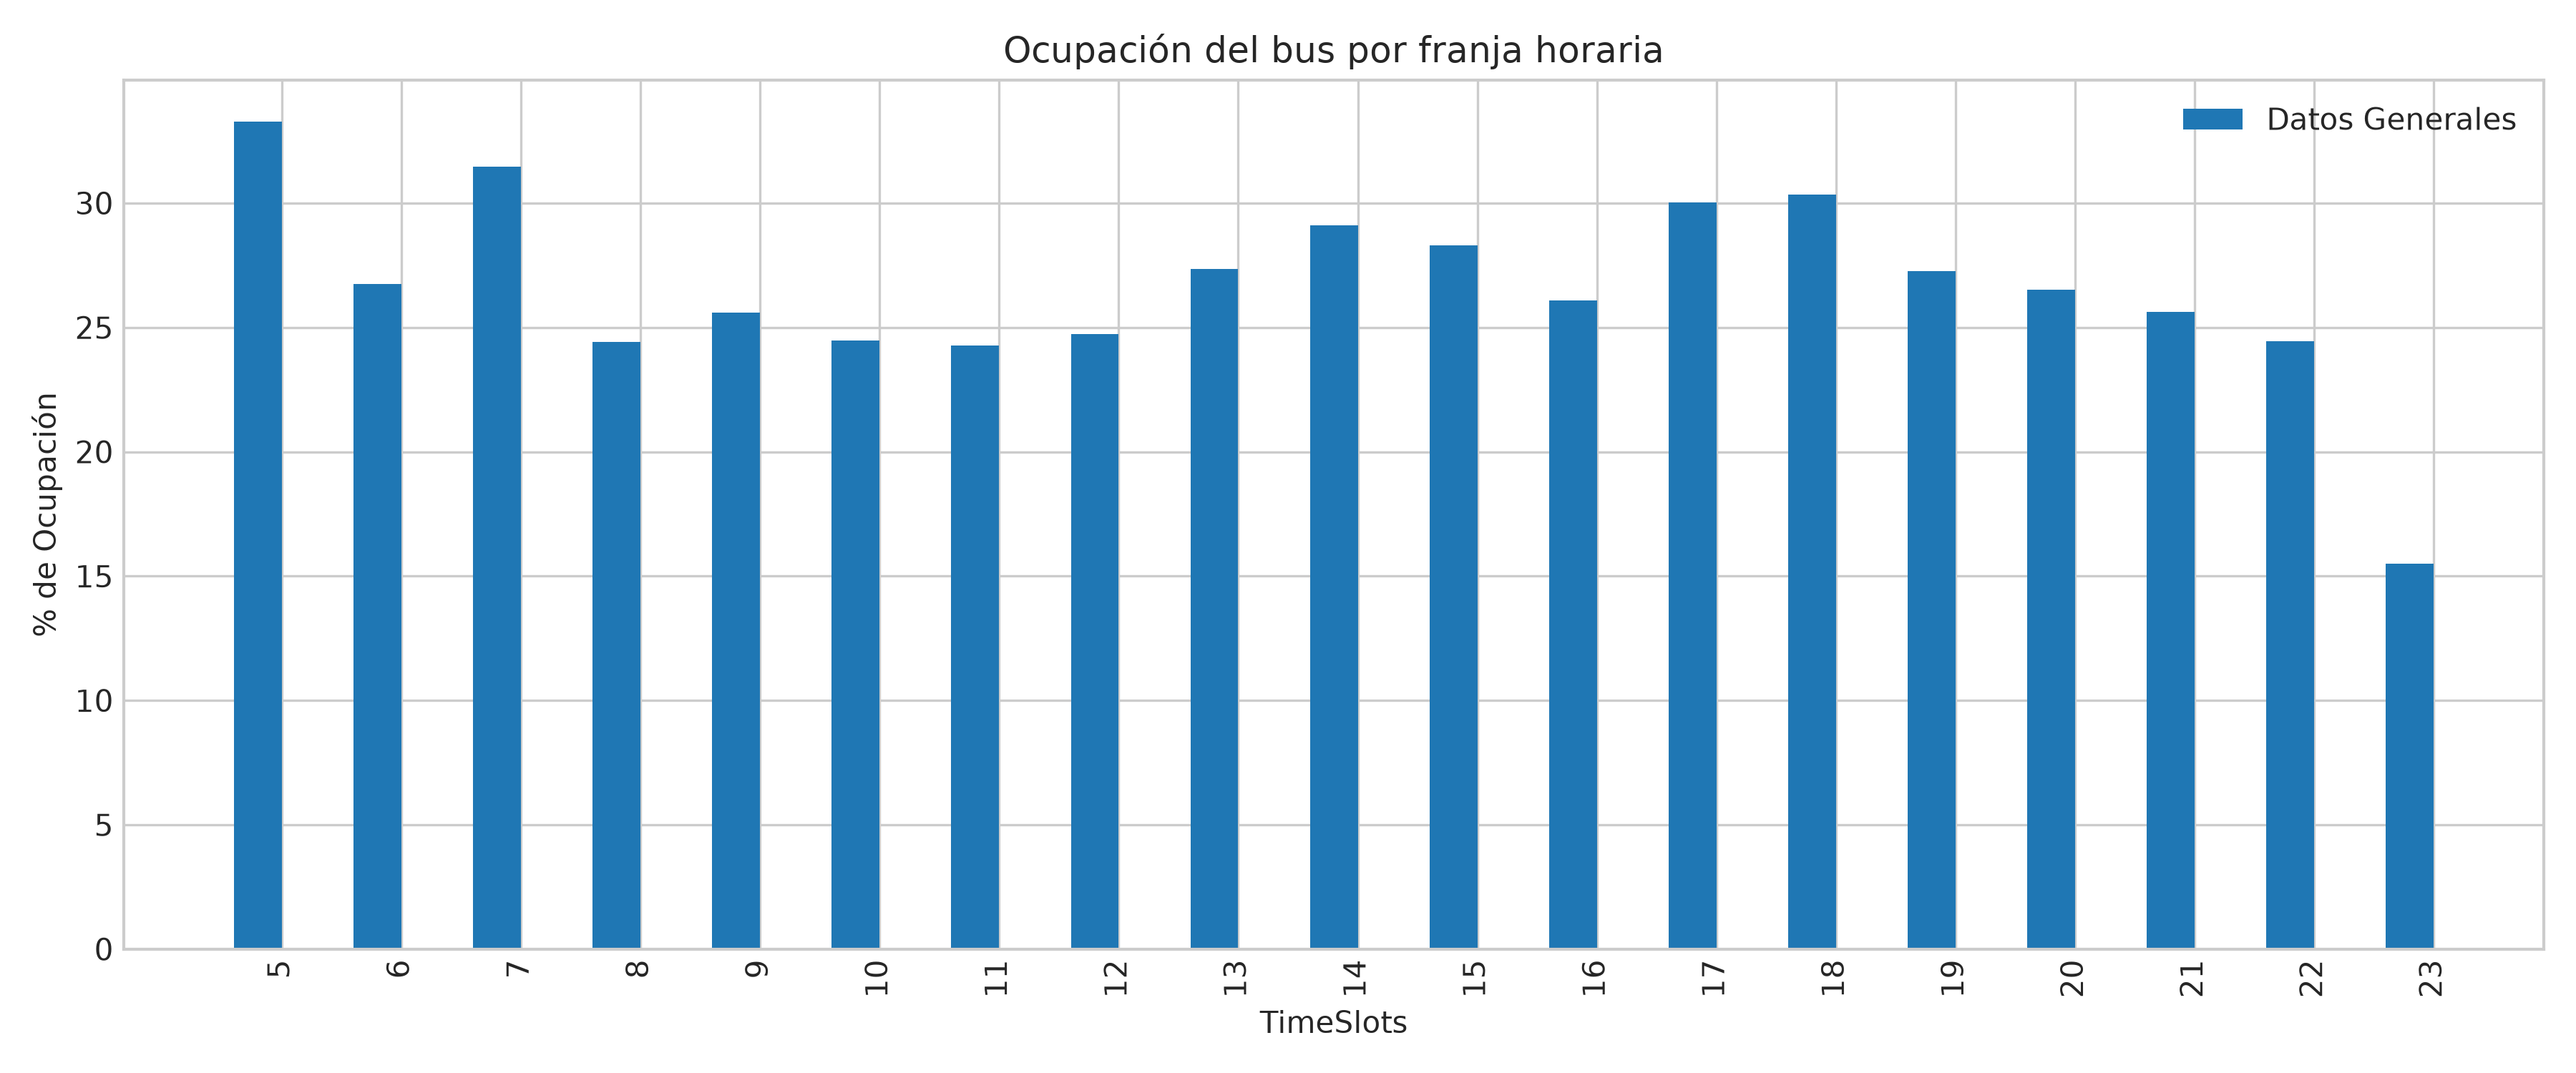 Ocupación del bus por franja horaria
Datos Generales
% de Ocupación
30
25
20
15
10
5
0
5 6 7 8 9 10 11 12 13 14 15 16 17 18 19 20 21 22 23
TimeSlots